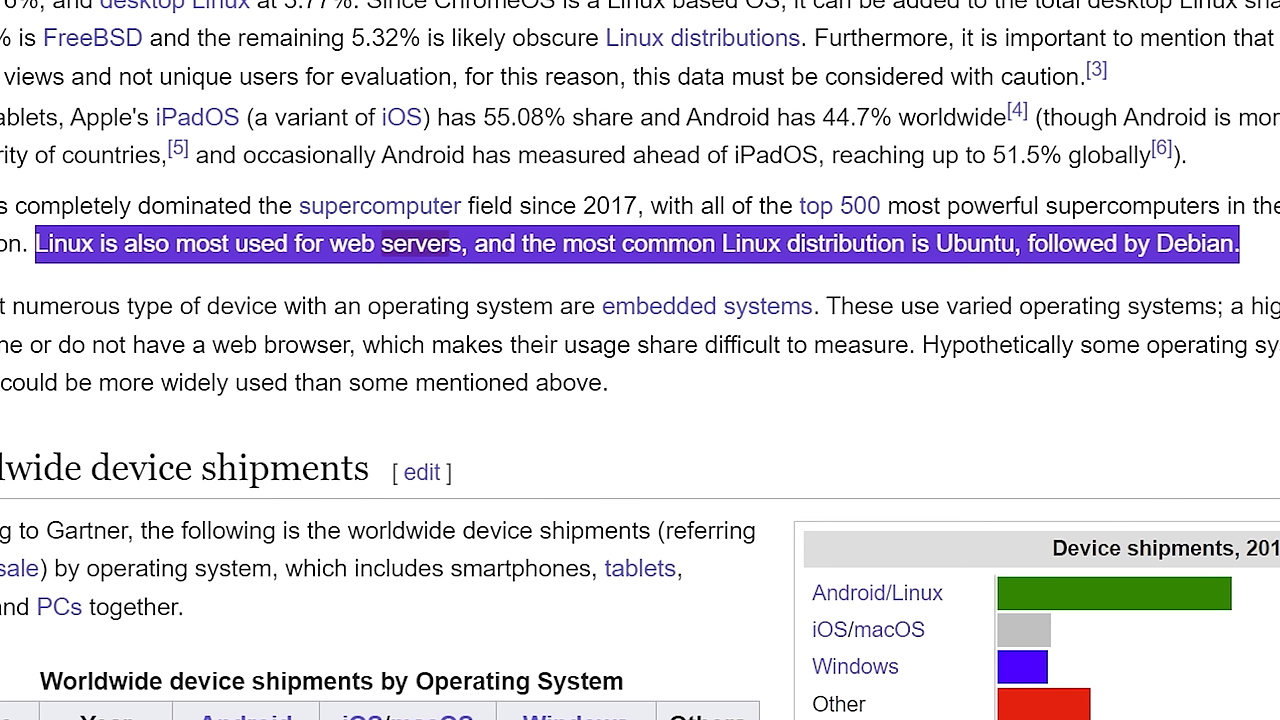 desktop Linux at 3.77%. Since ChromeOS is a Linux based OS, it can be added to the total desktop Linux
% is FreeBSD and the remaining 5.32% is likely obscure Linux distributions. Furthermore, it is important to mention that
views and not unique users for evaluation, for this reason, this data must be considered with caution.[3]
ablets, Apple's iPadOS (a variant of iOS) has 55.08% share and Android has 44.7% worldwide[4] (though Android is mor
rity of countries,[5] and occasionally Android has measured ahead of iPadOS, reaching up to 51.5% globally[6]).
s completely dominated the supercomputer field since 2017, with all of the top 500 most powerful supercomputers in the
on. Linux is also most used for web servers, and the most common Linux distribution is Ubuntu, followed by Debian.
t numerous type of device with an operating system are embedded systems. These use varied operating systems; a hig
ne or do not have a web browser, which makes their usage share difficult to measure. Hypothetically some operating sy
could be more widely used than some mentioned above.
lwide device shipments [ edit ]
g to Gartner, the following is the worldwide device shipments (referring
sale) by operating system, which includes smartphones, tablets,
and PCs together.
Device shipments, 201
Android/Linux
iOS/macOS
Windows
Other
Worldwide device shipments by Operating System
Year Android iOS/macOS Windows Others